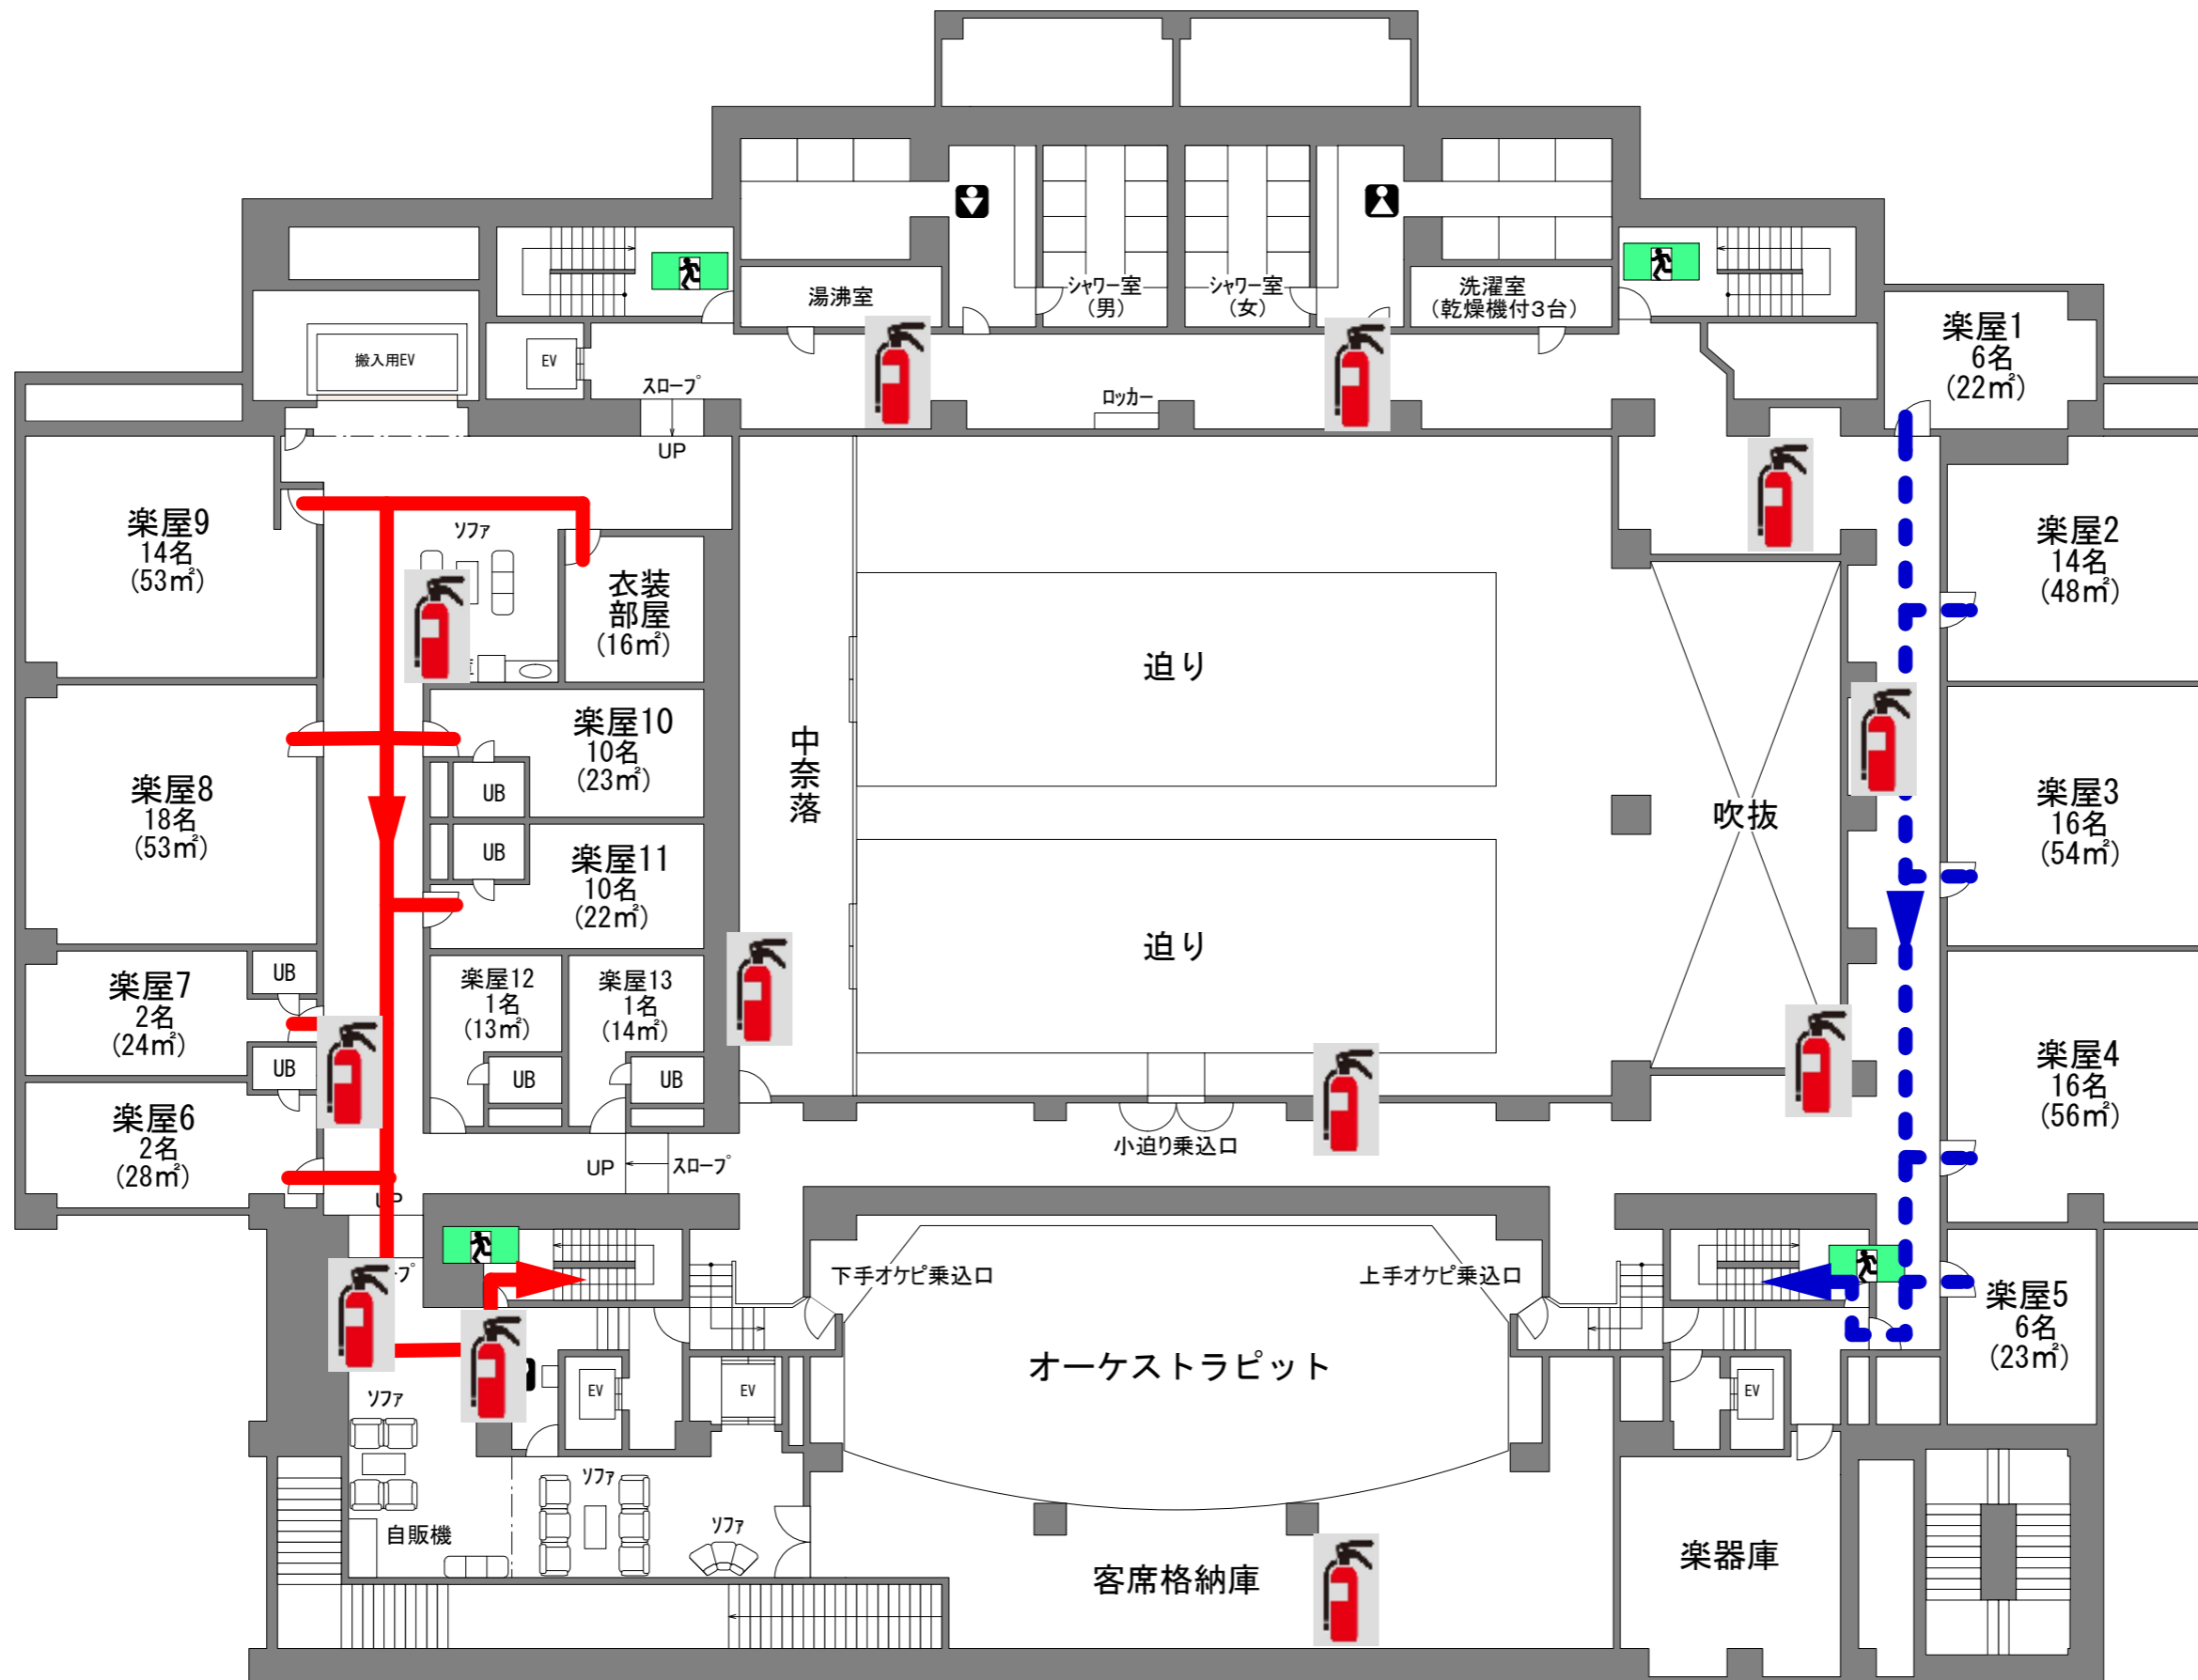 湯沸室
シャワー室
(男)
シャワー室
(女)
洗濯室
(乾燥機付3台)
楽屋1
6名
(22㎡)
搬入用EV
EV
スロープ
UP
ロッカー
楽屋9
14名
(53㎡)
ソファ
衣装
部屋
(16㎡)
楽屋2
14名
(48㎡)
迫り
楽屋10
10名
(23㎡)
UB
中奈落
楽屋8
18名
(53㎡)
吹抜
楽屋3
16名
(54㎡)
UB
楽屋11
10名
(22㎡)
迫り
UB
楽屋7
2名
(24㎡)
楽屋12
1名
(13㎡)
楽屋13
1名
(14㎡)
UB
UB
UB
楽屋4
16名
(56㎡)
楽屋6
2名
(28㎡)
小迫り乗込口
UP
スロープ
UP
下手オケピ乗込口
上手オケピ乗込口
楽屋5
6名
(23㎡)
オーケストラピット
EV
EV
EV
ソファ
ソファ
ソファ
自販機
客席格納庫
楽器庫